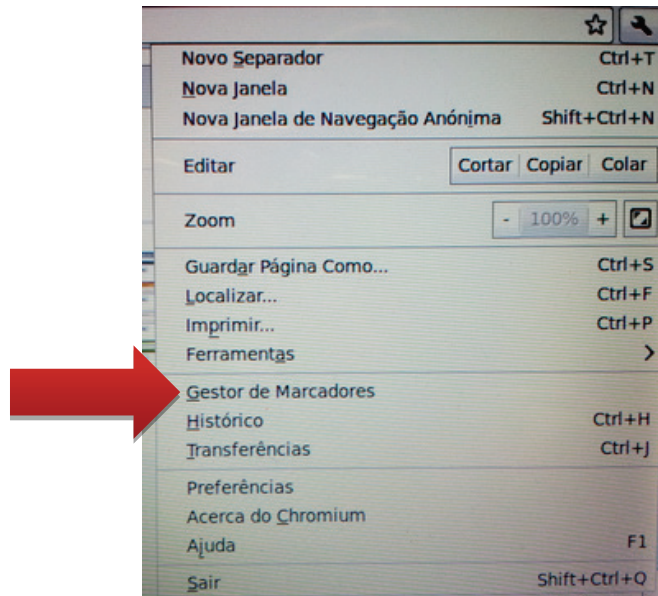 Novo Separador Ctrl+T
Nova Janela Ctrl+N
Nova Janela de Navegação Anónima Shift+Ctrl+N
Editar Cortar Copiar Colar
Zoom - 100% +
Guardar Página Como... Ctrl+S
Localizar... Ctrl+F
Imprimir... Ctrl+P
Ferramentas
Gestor de Marcadores
Histórico Ctrl+H
Transferências Ctrl+J
Preferências
Acerca do Chromium
Ajuda F1
Sair Shift+Ctrl+Q